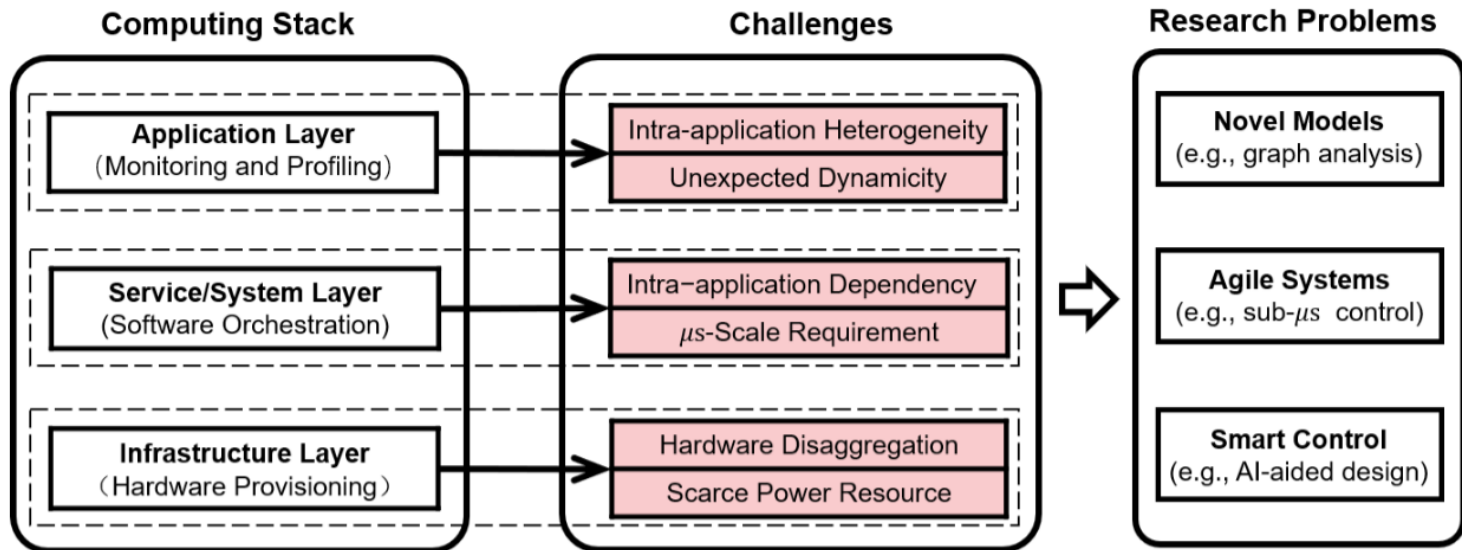 Computing Stack
Challenges
Research Problems
Application Layer
（Monitoring and Profiling）
Intra-application Heterogeneity
Unexpected Dynamicity
Novel Models
(e.g., graph analysis)
Service/System Layer
(Software Orchestration)
Intra−application Dependency
μs-Scale Requirement
Agile Systems
(e.g., sub-μs control)
Infrastructure Layer
（Hardware Provisioning）
Hardware Disaggregation
Scarce Power Resource
Smart Control
(e.g., AI-aided design)